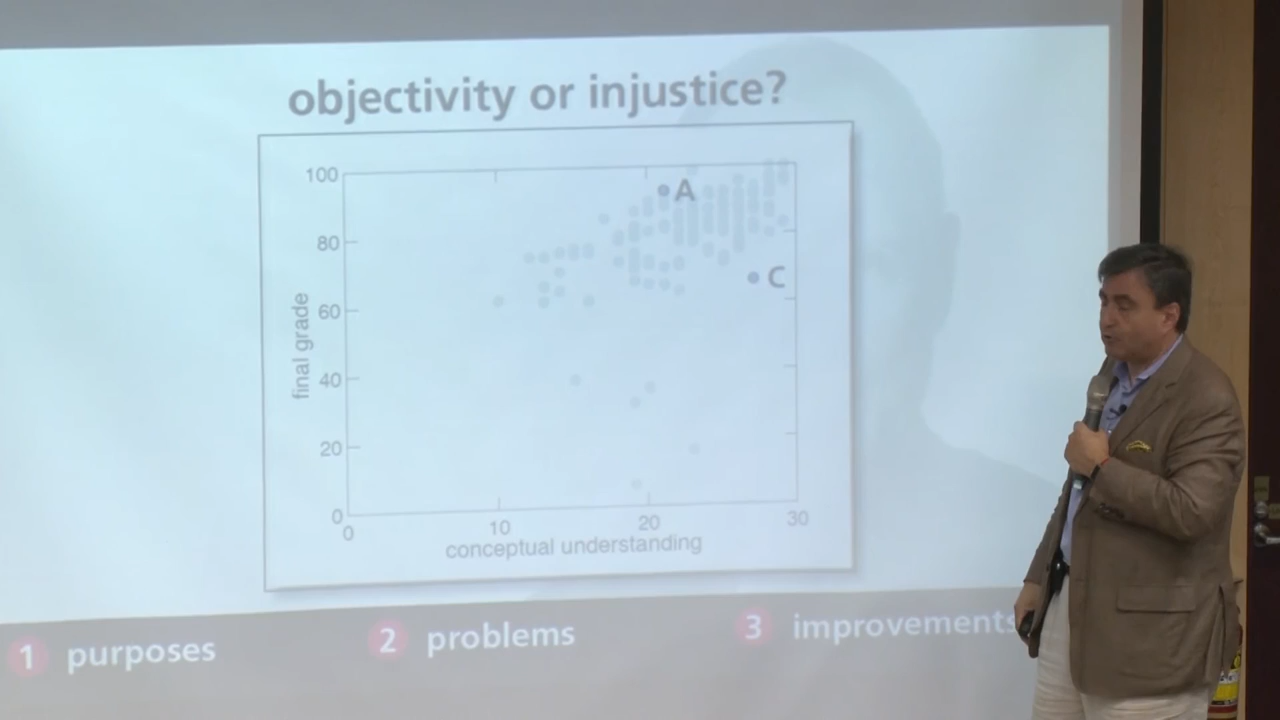 objectivity or injustice?
100
80
60
40
20
0
final grade
A
C
0
10
20
30
conceptual understanding
1 purposes
2 problems
3 improvements